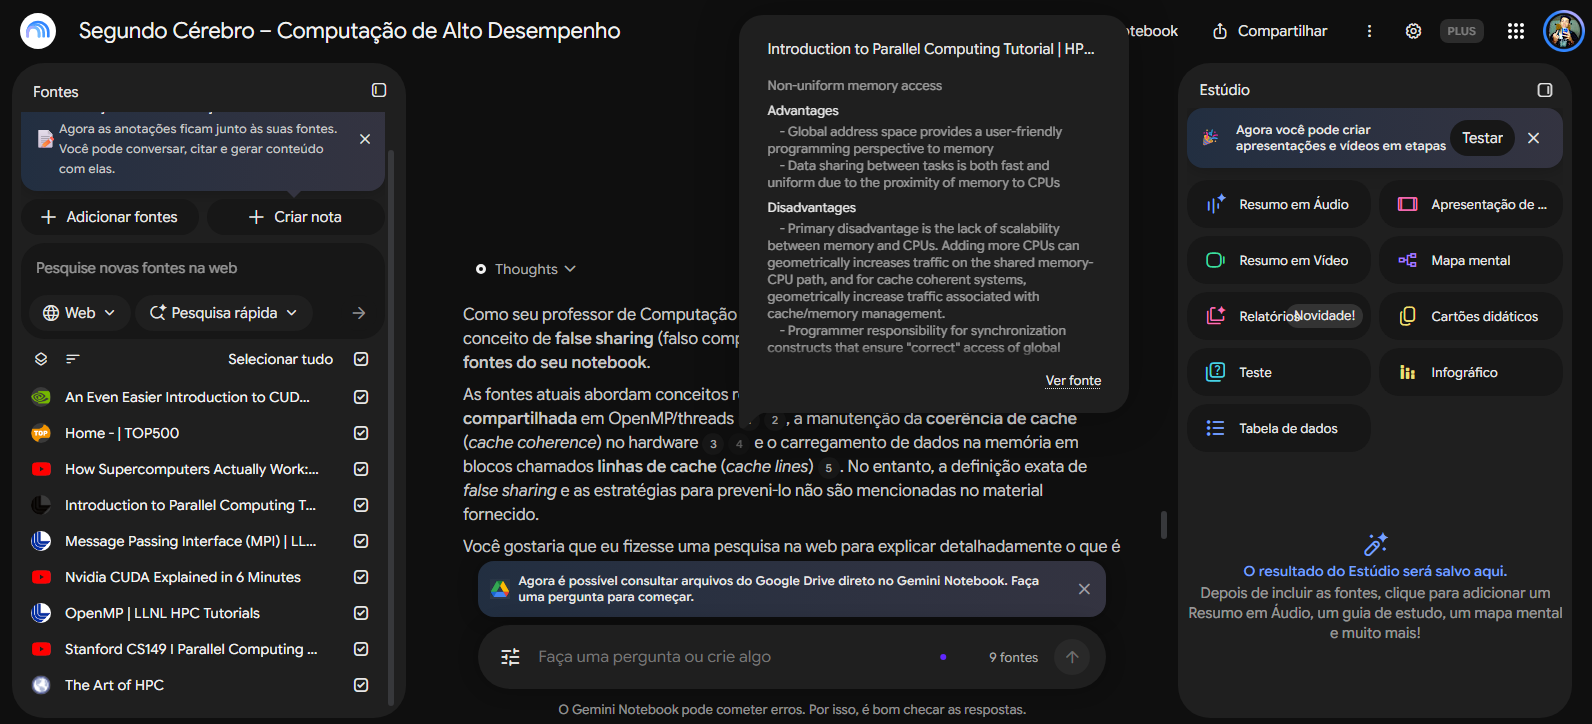 Segundo Cérebro – Computação de Alto Desempenho
otebook
Compartilhar
PLUS
Fontes
Agora as anotações ficam junto às suas fontes.
Você pode conversar, citar e gerar conteúdo
com elas.
Adicionar fontes
Criar nota
Pesquise novas fontes na web
Web
Pesquisa rápida
Selecionar tudo
An Even Easier Introduction to CUD...
Home - | TOP500
How Supercomputers Actually Work:...
Introduction to Parallel Computing T...
Message Passing Interface (MPI) | LL...
Nvidia CUDA Explained in 6 Minutes
OpenMP | LLNL HPC Tutorials
Stanford CS149 I Parallel Computing ...
The Art of HPC
Introduction to Parallel Computing Tutorial | HP...
Non-uniform memory access
Advantages
- Global address space provides a user-friendly
programming perspective to memory
- Data sharing between tasks is both fast and
uniform due to the proximity of memory to CPUs
Disadvantages
- Primary disadvantage is the lack of scalability
between memory and CPUs. Adding more CPUs can
geometrically increases traffic on the shared memory-
CPU path, and for cache coherent systems,
geometrically increase traffic associated with
cache/memory management.
- Programmer responsibility for synchronization
constructs that ensure "correct" access of global
Ver fonte
Thoughts
Como seu professor de Computação
conceito de false sharing (falso comp
fontes do seu notebook.
As fontes atuais abordam conceitos r
compartilhada em OpenMP/threads 2 , a manutenção da coerência de cache
(cache coherence) no hardware 3 4 e o carregamento de dados na memória em
blocos chamados linhas de cache (cache lines) 5 . No entanto, a definição exata de
false sharing e as estratégias para preveni-lo não são mencionadas no material
fornecido.
Você gostaria que eu fizesse uma pesquisa na web para explicar detalhadamente o que é
Agora é possível consultar arquivos do Google Drive direto no Gemini Notebook. Faça
uma pergunta para começar.
Faça uma pergunta ou crie algo
9 fontes
O Gemini Notebook pode cometer erros. Por isso, é bom checar as respostas.
Estúdio
Agora você pode criar
apresentações e vídeos em etapas
Testar
Resumo em Áudio
Apresentação de ...
Resumo em Vídeo
Mapa mental
Relatórios
Novidade!
Cartões didáticos
Teste
Infográfico
Tabela de dados
O resultado do Estúdio será salvo aqui.
Depois de incluir as fontes, clique para adicionar um
Resumo em Áudio, um guia de estudo, um mapa mental
e muito mais!